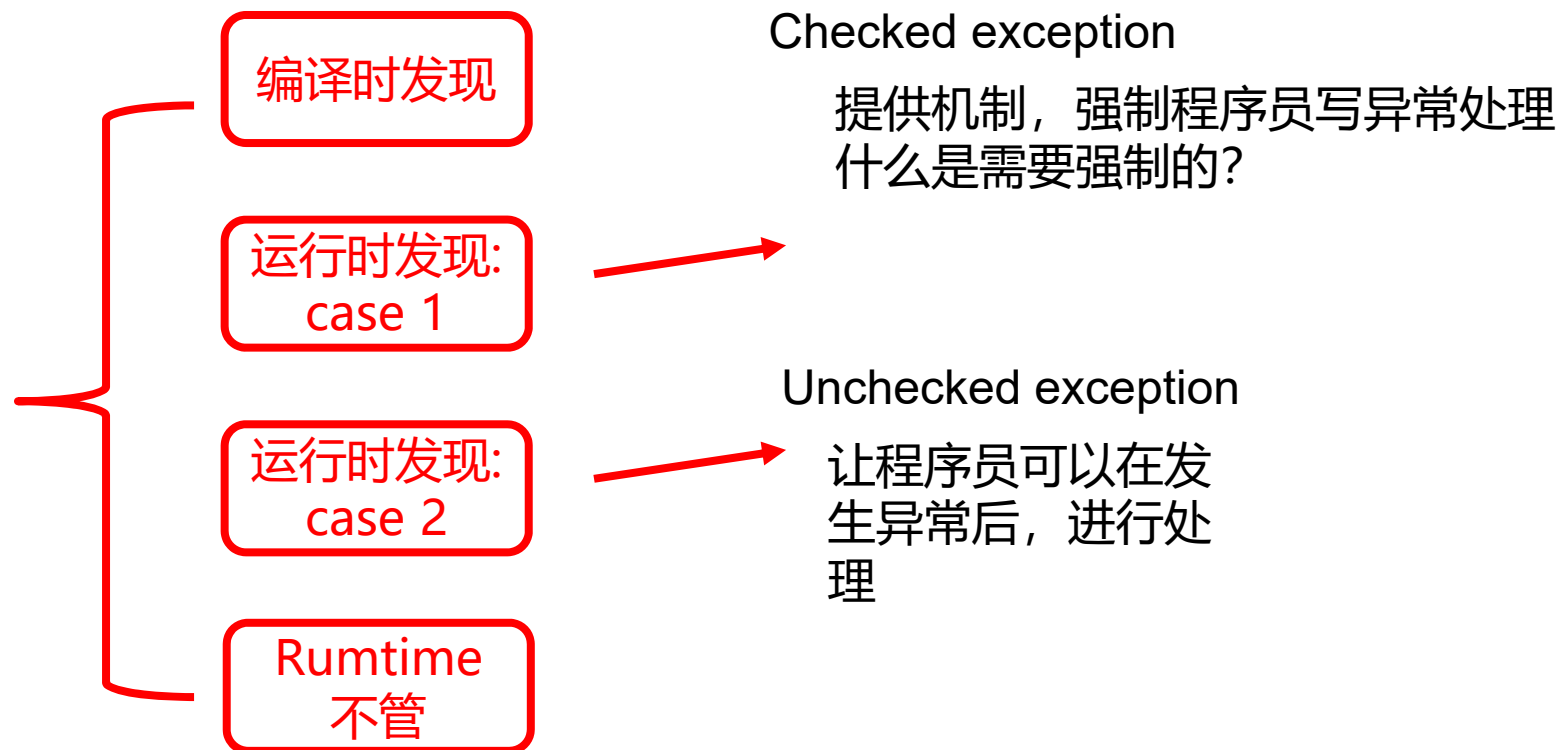 编译时发现
Checked exception
提供机制，强制程序员写异常处理
什么是需要强制的？
运行时发现:
case 1
Unchecked exception
运行时发现:
case 2
让程序员可以在发
生异常后，进行处
理
Rumtime
不管